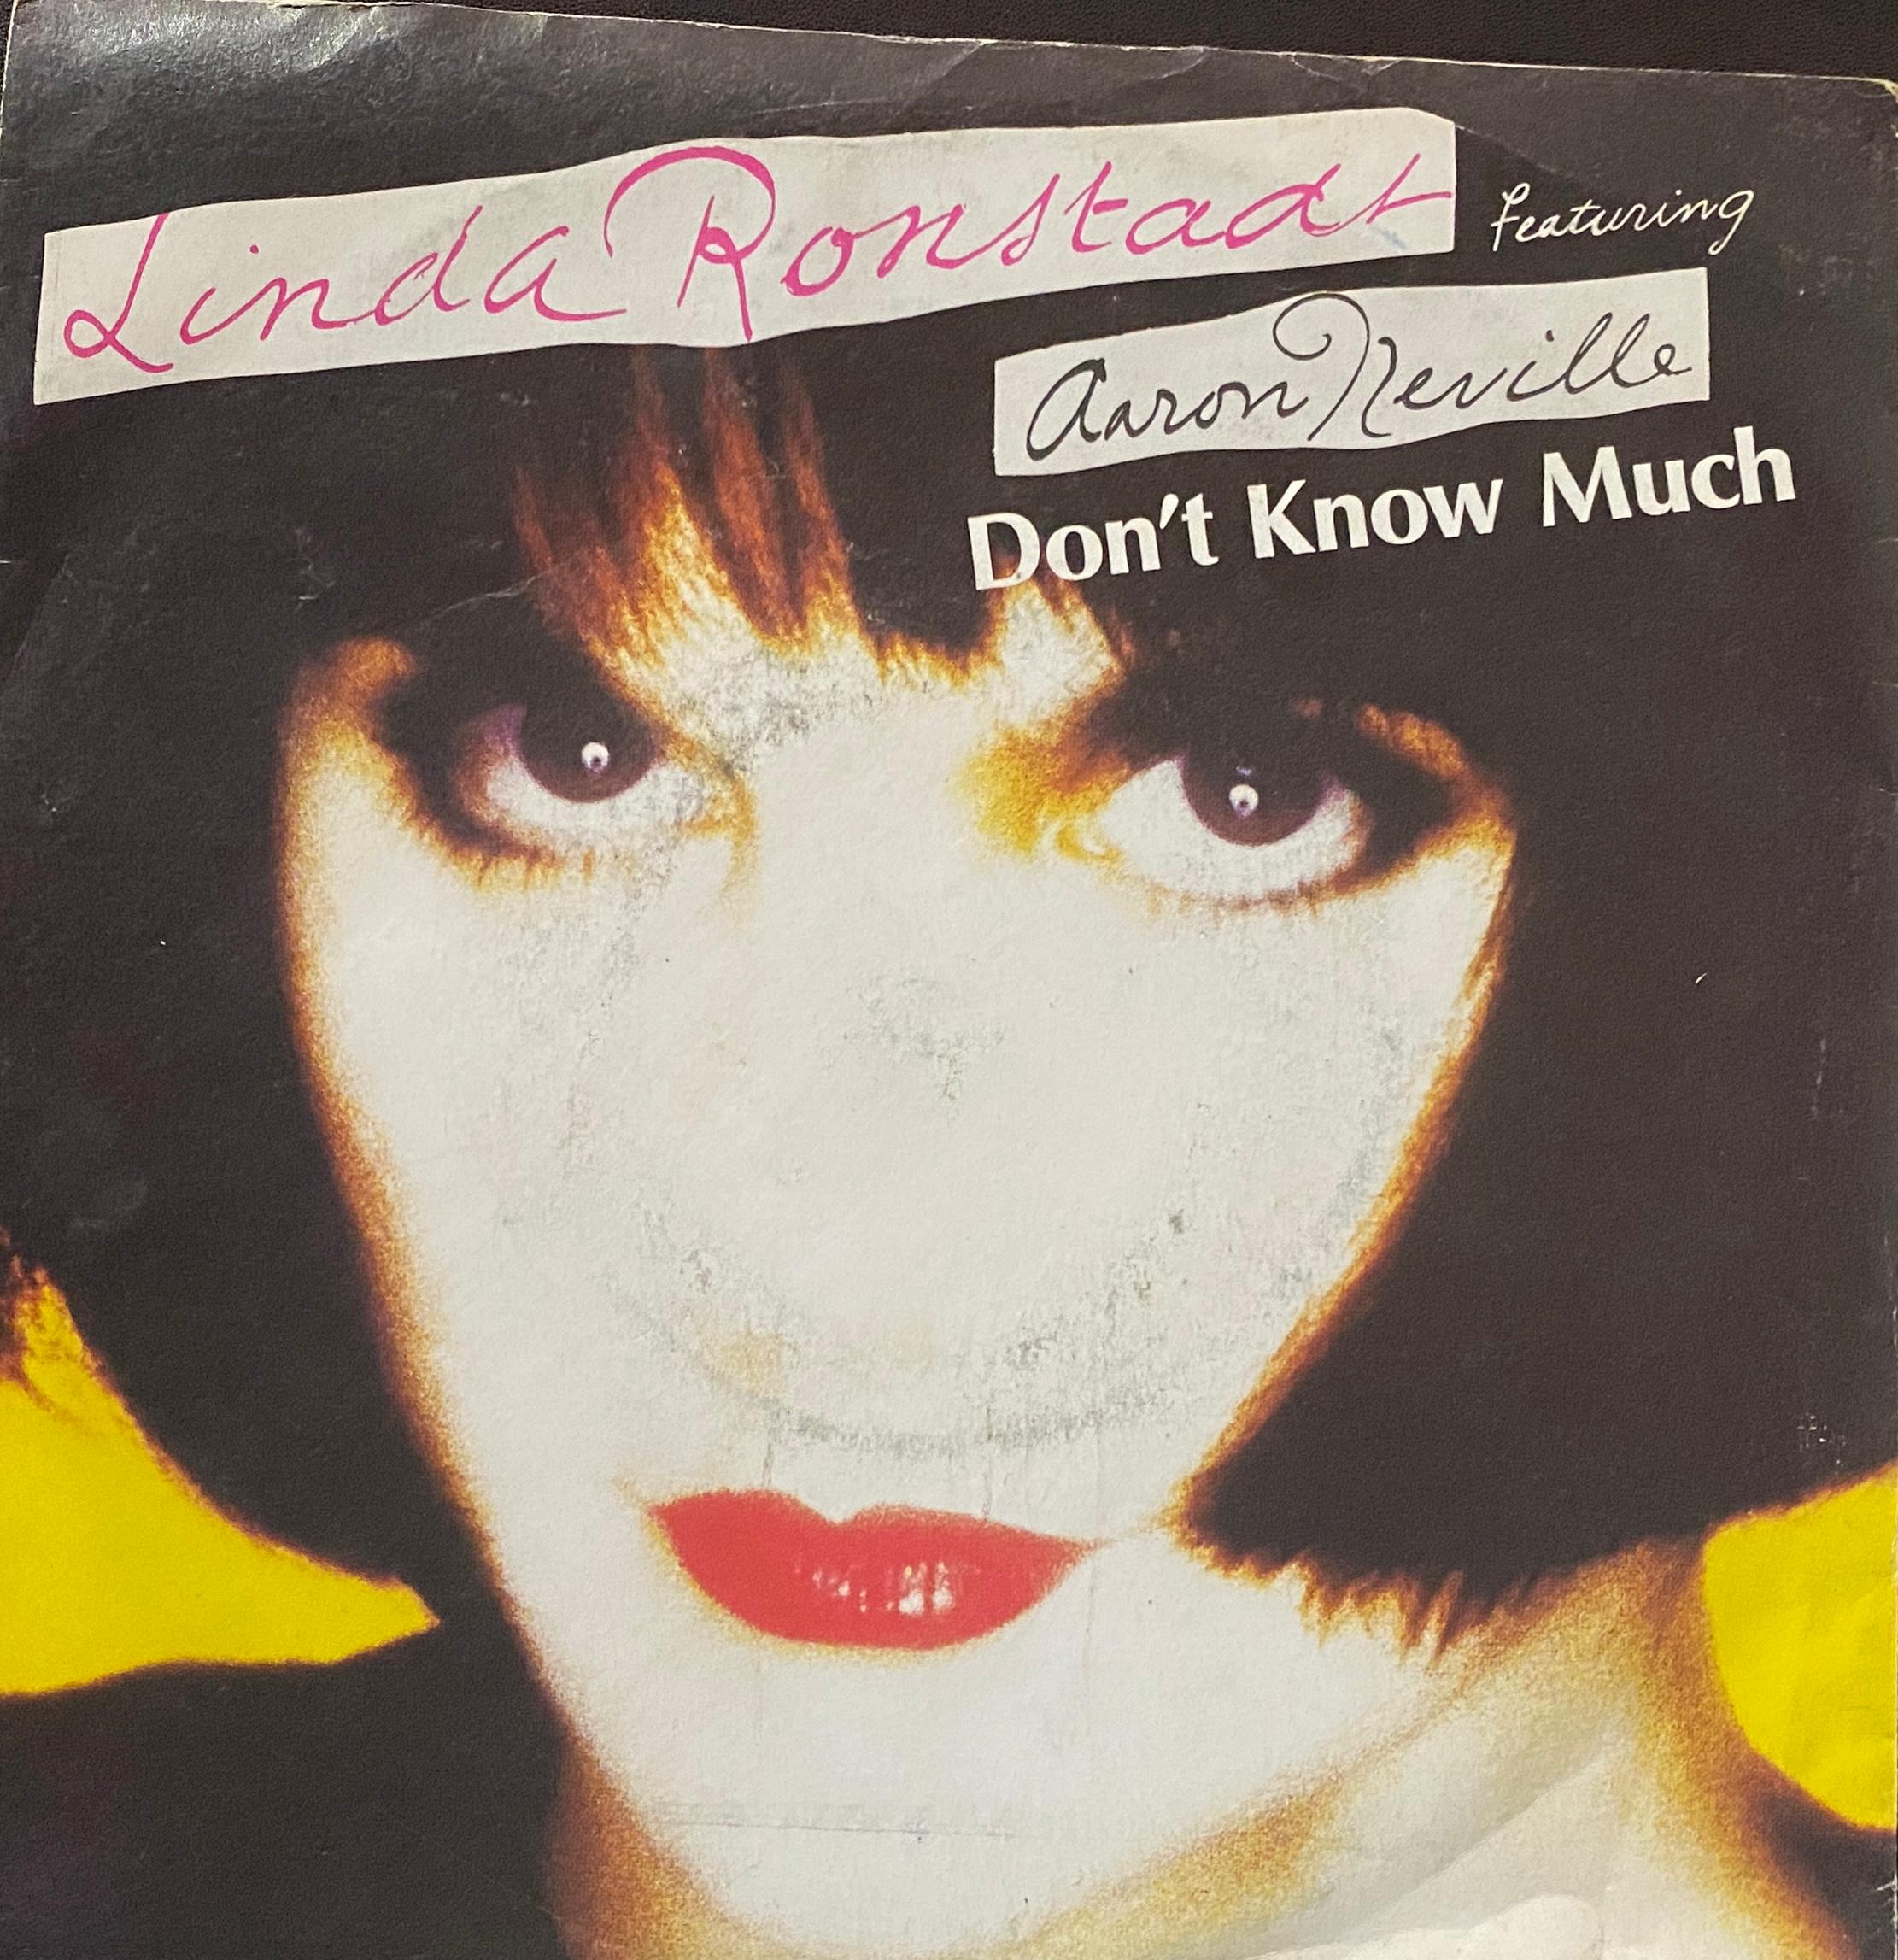 Linda Ronstadt featuring
Aaron Neville
Don't Know Much